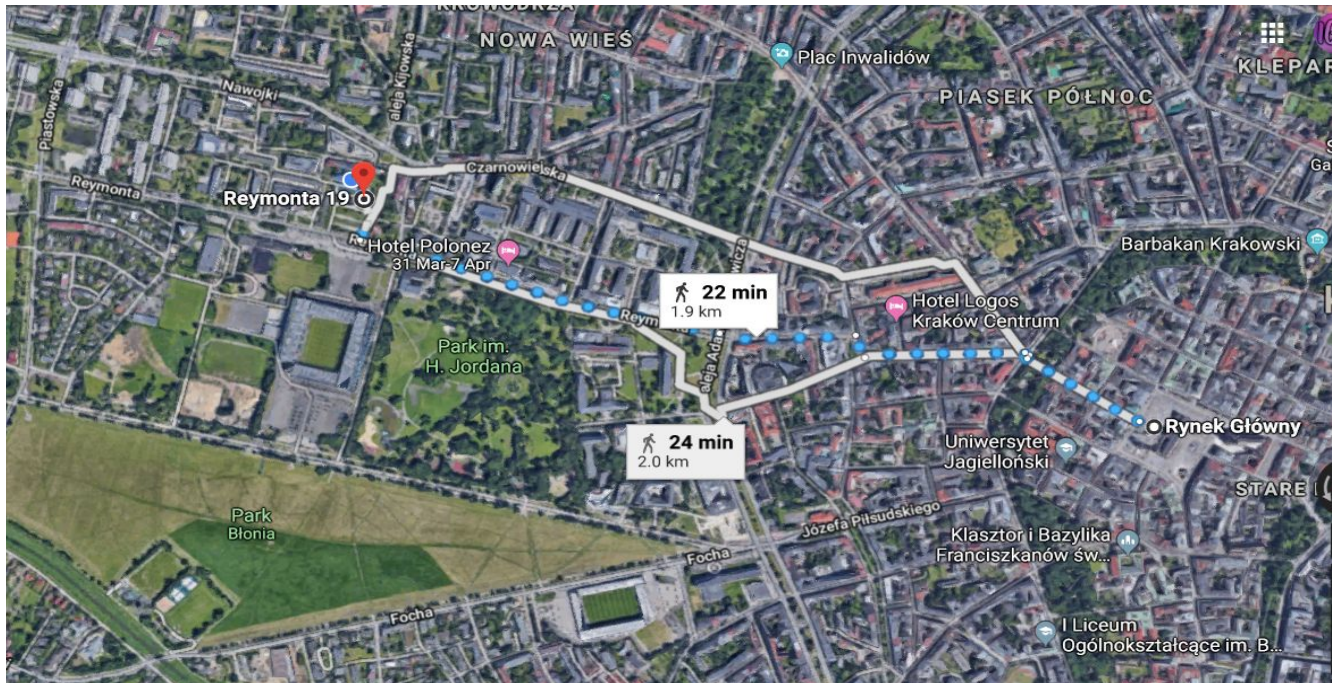 KROWODRZA
NOWA WIEŚ
Plac Inwalidów
KLEPAR
PIASEK PÓŁNOC
Piastowska
Nawojki
aleja Kijowska
Reymonta
Czarnowiejska
Reymonta 19
Hotel Polonez
31 Mar-7 Apr
Barbakan Krakowski
22 min
1.9 km
Hotel Logos
Kraków Centrum
Park im.
H. Jordana
Rynek Główny
24 min
2.0 km
Uniwersytet
Jagielloński
STARE
Park
Błonia
Józefa Piłsudskiego
Klasztor i Bazylika
Franciszkanów św...
Focha
Focha
I Liceum
Ogólnokształcące im. B...